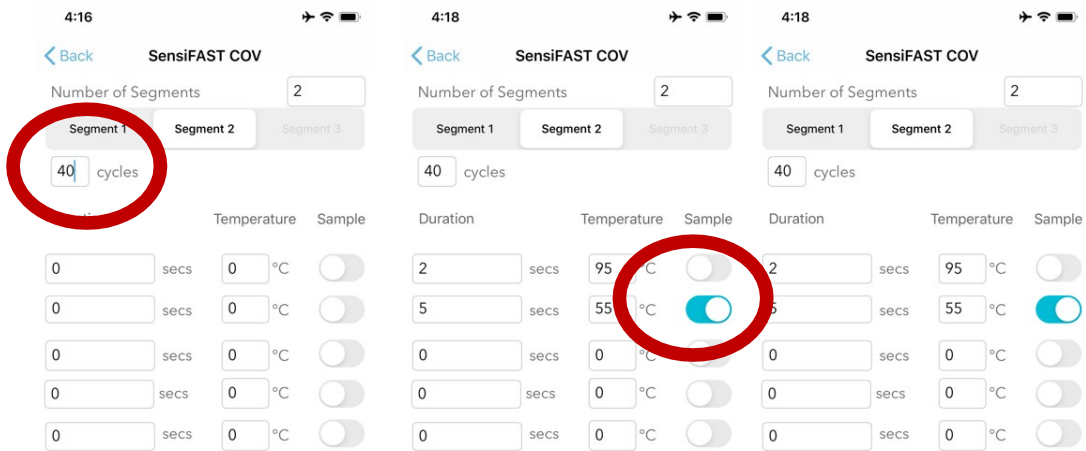 4:16
Back SensiFAST COV
Number of Segments 2
Segment 1 Segment 2 Segment 3
40 cycles
Temperature Sample
0 secs 0 °C
0 secs 0 °C
0 secs 0 °C
0 secs 0 °C
0 secs 0 °C
4:18
Back SensiFAST COV
Number of Segments 2
Segment 1 Segment 2 Segment 3
40 cycles
Duration Temperature Sample
2 secs 95 °C
5 secs 55 °C
0 secs 0 °C
0 secs 0 °C
0 secs 0 °C
4:18
Back SensiFAST COV
Number of Segments 2
Segment 1 Segment 2 Segment 3
40 cycles
Duration Temperature Sample
2 secs 95 °C
5 secs 55 °C
0 secs 0 °C
0 secs 0 °C
0 secs 0 °C